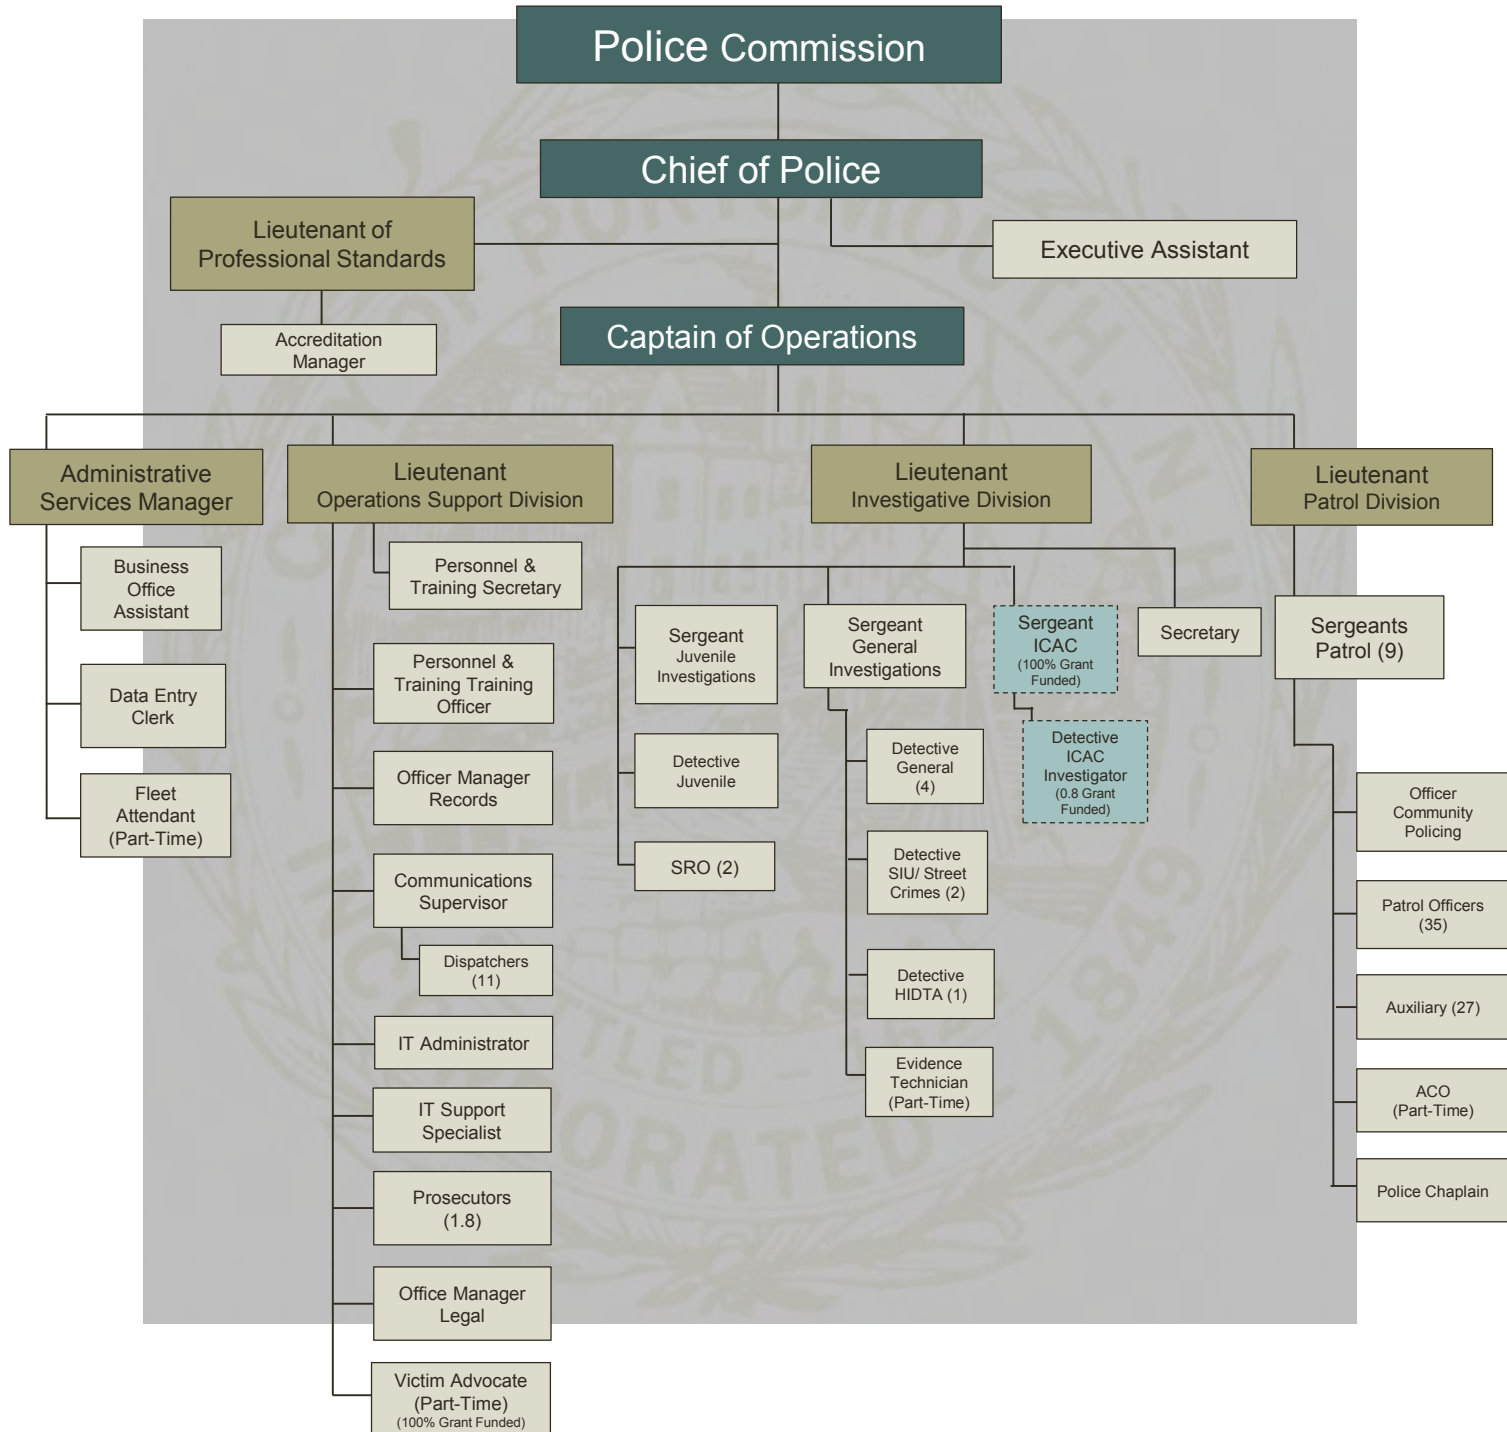 Police Commission
Chief of Police
Lieutenant of
Professional Standards
Executive Assistant
Accreditation
Manager
Captain of Operations
Administrative
Services Manager
Business
Office
Assistant
Data Entry
Clerk
Fleet
Attendant
(Part-Time)
Lieutenant
Operations Support Division
Personnel &
Training Secretary
Personnel &
Training Training
Officer
Officer Manager
Records
Communications
Supervisor
Dispatchers
(11)
IT Administrator
IT Support
Specialist
Prosecutors
(1.8)
Office Manager
Legal
Victim Advocate
(Part-Time)
(100% Grant Funded)
Lieutenant
Investigative Division
Sergeant
Juvenile
Investigations
Detective
Juvenile
SRO (2)
Sergeant
General
Investigations
Detective
General
(4)
Detective
SIU/ Street
Crimes (2)
Detective
HIDTA (1)
Evidence
Technician
(Part-Time)
Sergeant
ICAC
(100% Grant
Funded)
Detective
ICAC
Investigator
(0.8 Grant
Funded)
Secretary
Lieutenant
Patrol Division
Sergeants
Patrol (9)
Officer
Community
Policing
Patrol Officers
(35)
Auxiliary (27)
ACO
(Part-Time)
Police Chaplain